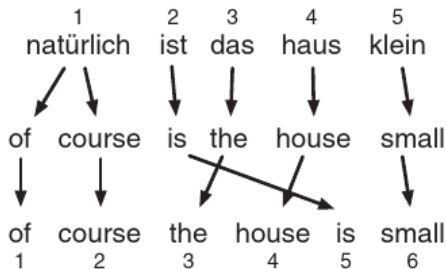 1 2 3 4 5
natürlich ist das haus klein
of course is the house small
of course the house is small
1 2 3 4 5 6